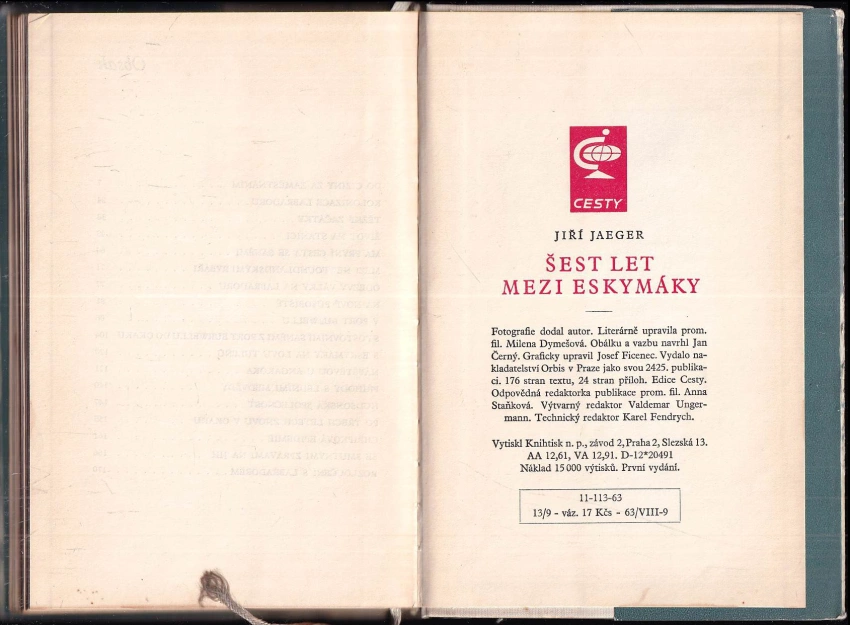 CESTY
JIŘÍ JAEGER
ŠEST LET
MEZI ESKYMÁKY
Fotografie dodal autor. Literárně upravila prom.
fil. Milena Dymešová. Obálku a vazbu navrhl Jan
Černý. Graficky upravil Josef Ficenec. Vydalo na-
kladatelství Orbis v Praze jako svou 2425. publika-
ci. 176 stran textu, 24 stran příloh. Edice Cesty.
Odpovědná redaktorka publikace prom. fil. Anna
Staňková. Výtvarný redaktor Valdemar Unger-
mann. Technický redaktor Karel Fendrych.
Vytiskl Knihtisk n. p., závod 2, Praha 2, Slezská 13.
AA 12,61, VA 12,91. D-12*20491
Náklad 15 000 výtisků. První vydání.
11-113-63
13/9 - váz. 17 Kčs - 63/VIII-9